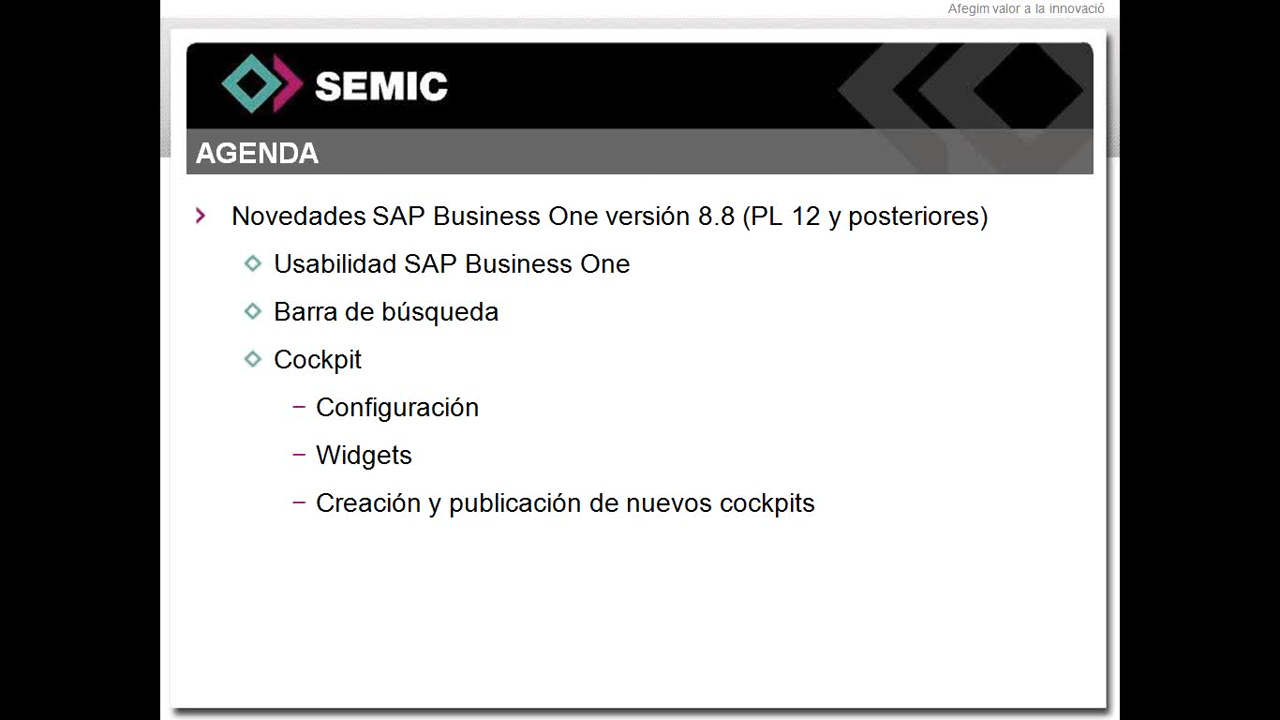 Afegim valor a la innovació
SEMIC
AGENDA
Novedades SAP Business One versión 8.8 (PL 12 y posteriores)
Usabilidad SAP Business One
Barra de búsqueda
Cockpit
– Configuración
– Widgets
– Creación y publicación de nuevos cockpits